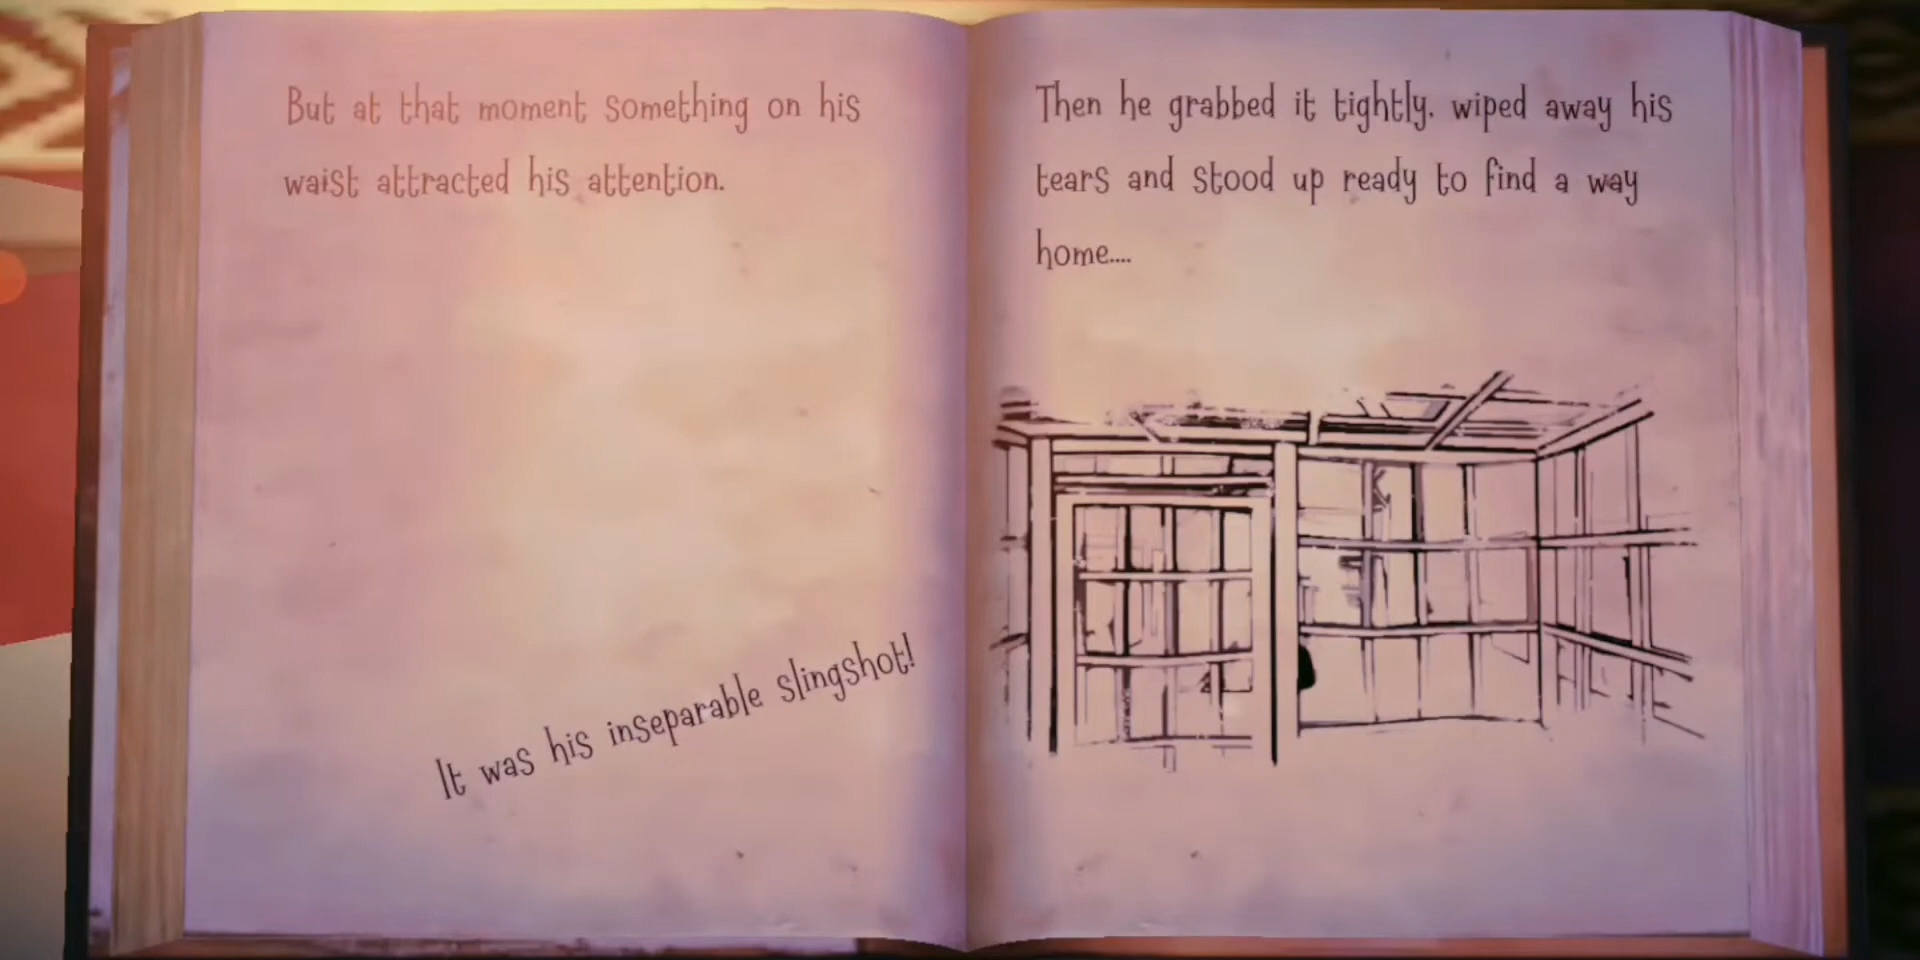 But at that moment something on his
waist attracted his attention.
It was his inseparable slingshot!
Then he grabbed it tightly, wiped away his
tears and stood up ready to find a way
home....